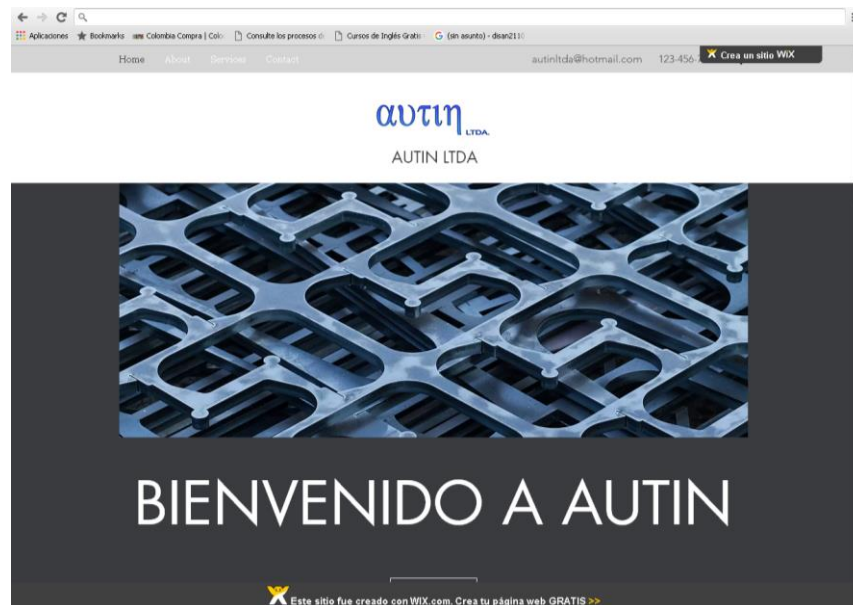 Aplicaciones Bookmarks Colombia Compra | Colo Consulte los procesos d Cursos de Inglés Gratis (sin asunto) - disan211
Home About Services Contact autinltda@hotmail.com 123-456- Crea un sitio WiX
αυτιη LTDA.
AUTIN LTDA
BIENVENIDO A AUTIN
Este sitio fue creado con WIX.com. Crea tu página web GRATIS >>